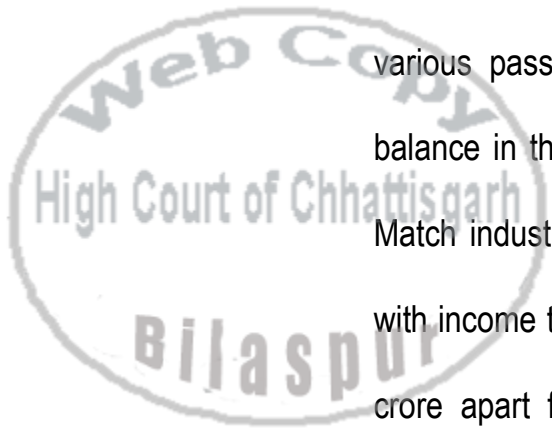 Web Copy
High Court of Chhattisgarh
Bilaspur
various pass
balance in th
Match indust
with income t
crore apart f